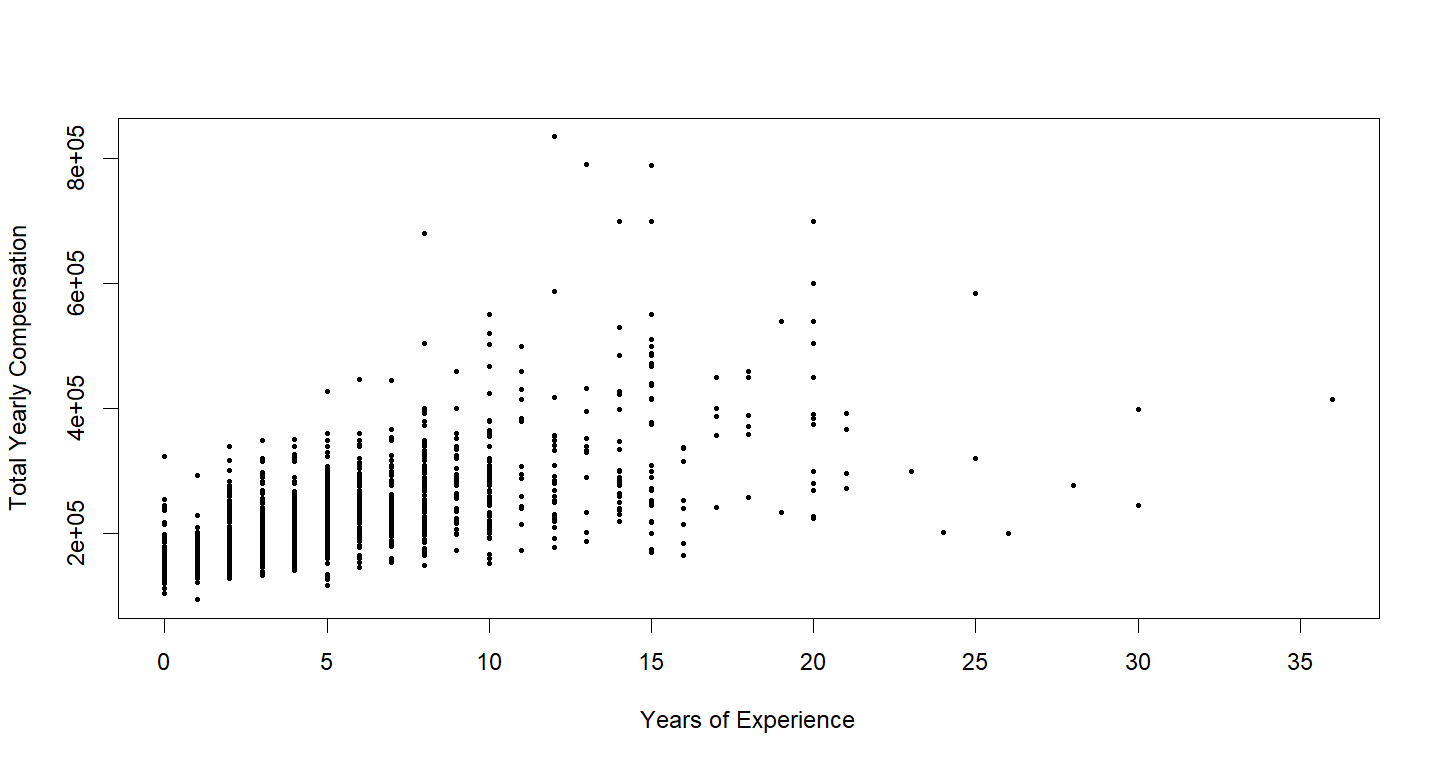 8e+05
6e+05
4e+05
2e+05
Total Yearly Compensation
0 5 10 15 20 25 30 35
Years of Experience